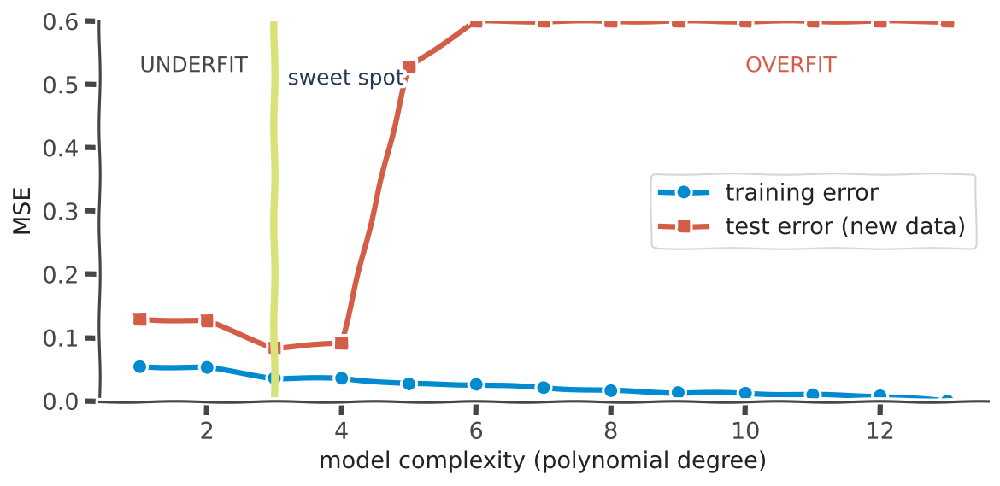 0.6
UNDERFIT
OVERFIT
sweet spot
0.5
0.4
0.3
0.2
0.1
0.0
MSE
training error
test error (new data)
2
4
6
8
10
12
model complexity (polynomial degree)